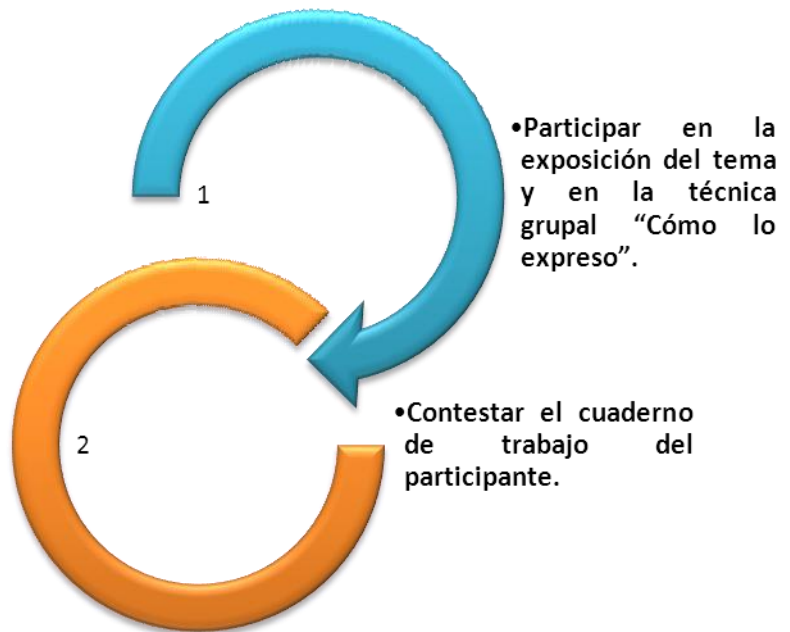 1
•Participar en la
exposición del tema
y en la técnica
grupal “Cómo lo
expreso”.
2
•Contestar el cuaderno
de trabajo del
participante.